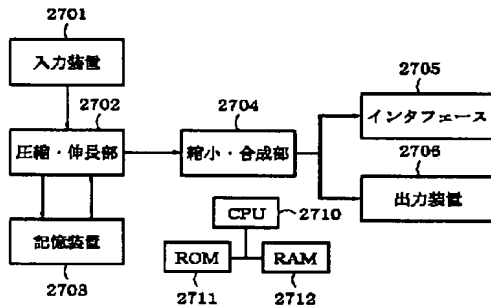 2701
入力装置
2702
圧縮・伸長部
2703
記憶装置
2704
縮小・合成部
2705
インタフェース
2706
出力装置
CPU
2710
ROM
2711
RAM
2712